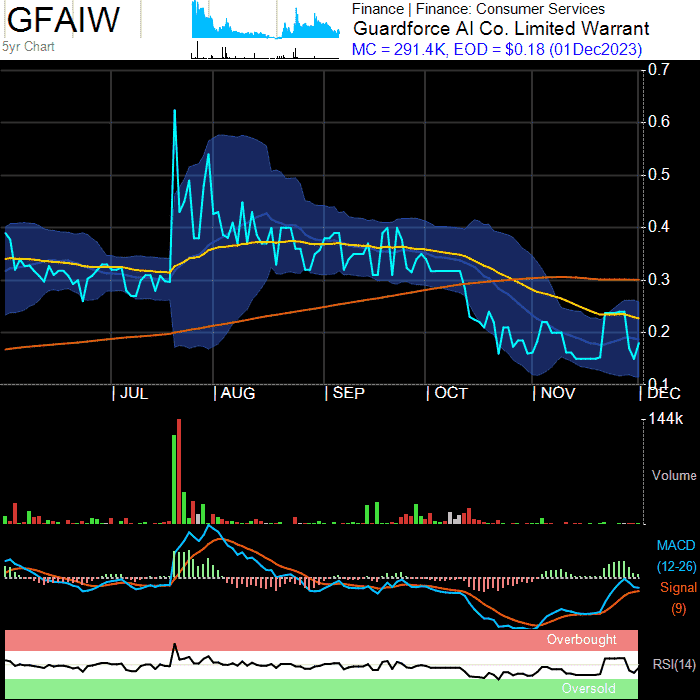 GFAIW
5yr Chart
Finance | Finance: Consumer Services
Guardforce AI Co. Limited Warrant
MC = 291.4K, EOD = $0.18 (01Dec2023)
0.7
0.6
0.5
0.4
0.3
0.2
0.1
| JUL | AUG | SEP | OCT | NOV | DEC
144k
Volume
MACD
(12-26)
Signal
(9)
Overbought
RSI(14)
Oversold